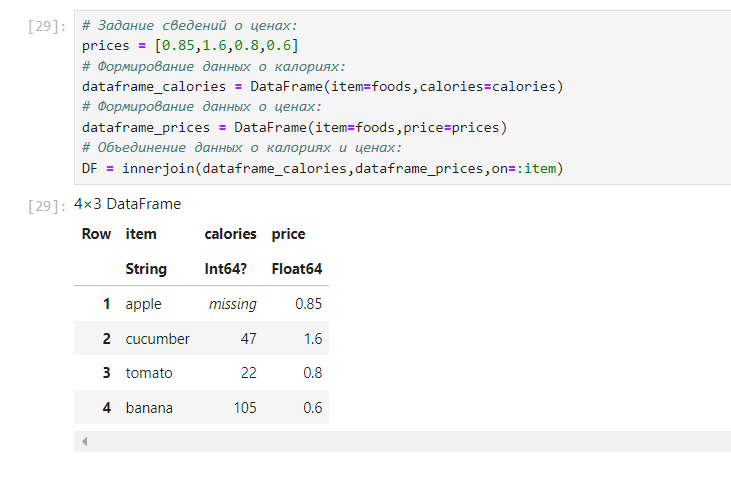 [29]: # Задание сведений о ценах:
prices = [0.85,1.6,0.8,0.6]
# Формирование данных о калориях:
dataframe_calories = DataFrame(item=foods,calories=calories)
# Формирование данных о ценах:
dataframe_prices = DataFrame(item=foods,price=prices)
# Объединение данных о калориях и ценах:
DF = innerjoin(dataframe_calories,dataframe_prices,on=:item)
[29]: 4×3 DataFrame
Row item calories price
String Int64? Float64
1 apple missing 0.85
2 cucumber 47 1.6
3 tomato 22 0.8
4 banana 105 0.6